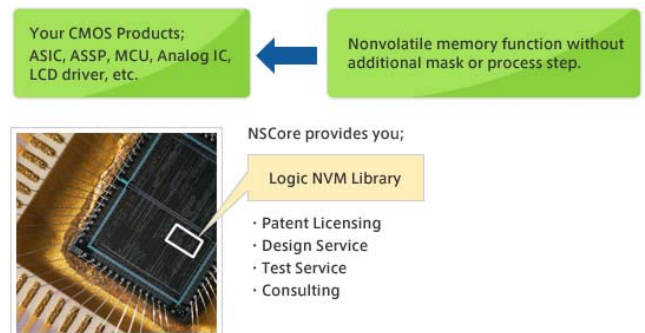 Your CMOS Products;
ASIC, ASSP, MCU, Analog IC,
LCD driver, etc.
Nonvolatile memory function without
additional mask or process step.
NSCore provides you;
Logic NVM Library
・Patent Licensing
・Design Service
・Test Service
・Consulting